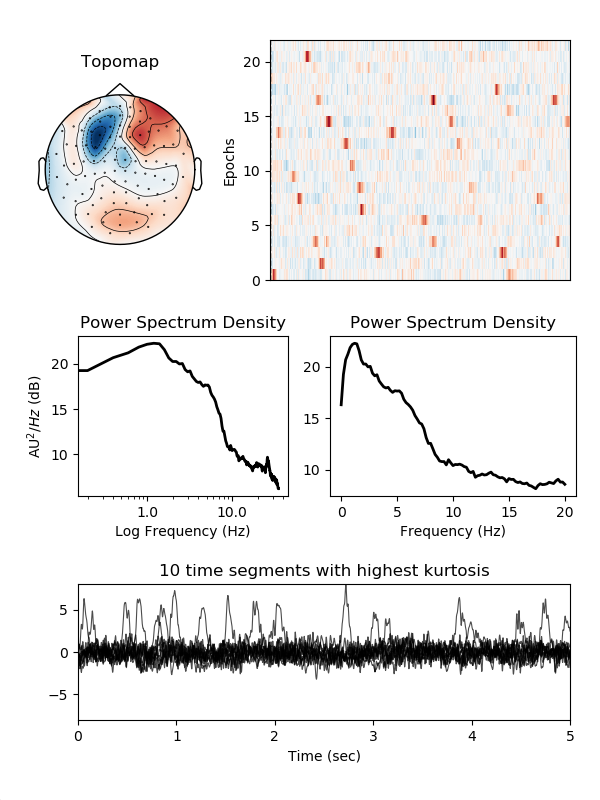 Topomap
Epochs
20
15
10
5
0
Power Spectrum Density
AU²/Hz (dB)
20
15
10
1.0 10.0
Log Frequency (Hz)
Power Spectrum Density
20
15
10
0 5 10 15 20
Frequency (Hz)
10 time segments with highest kurtosis
5
0
−5
0 1 2 3 4 5
Time (sec)